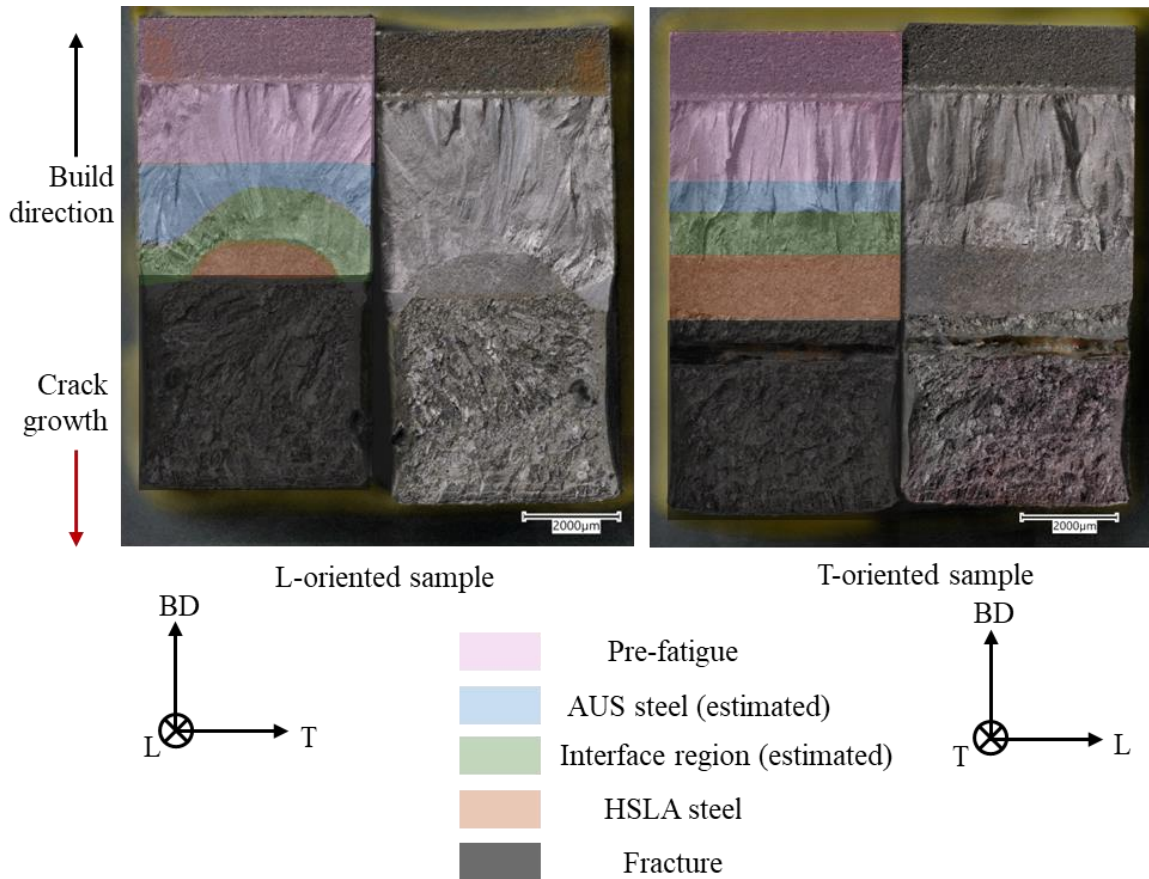 Build
direction
Crack
growth
2000μm
2000μm
L-oriented sample
T-oriented sample
BD
L
T
BD
T
L
Pre-fatigue
AUS steel (estimated)
Interface region (estimated)
HSLA steel
Fracture